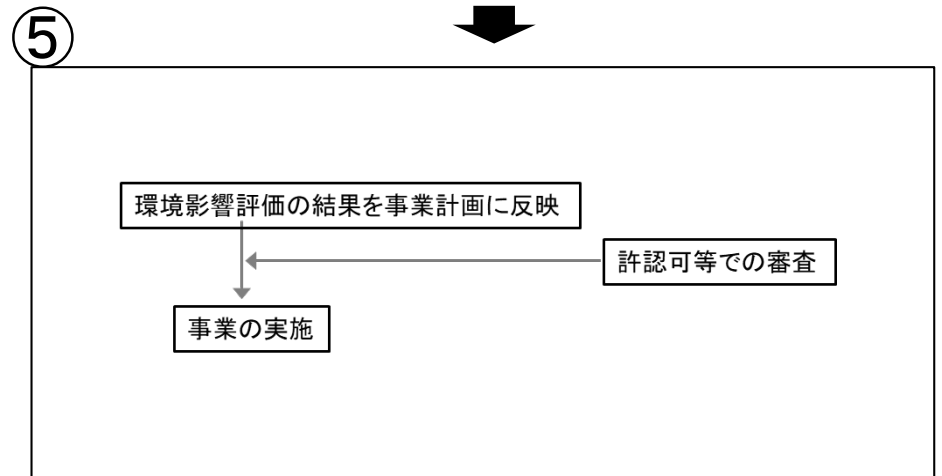 ⑤
環境影響評価の結果を事業計画に反映
許認可等での審査
事業の実施